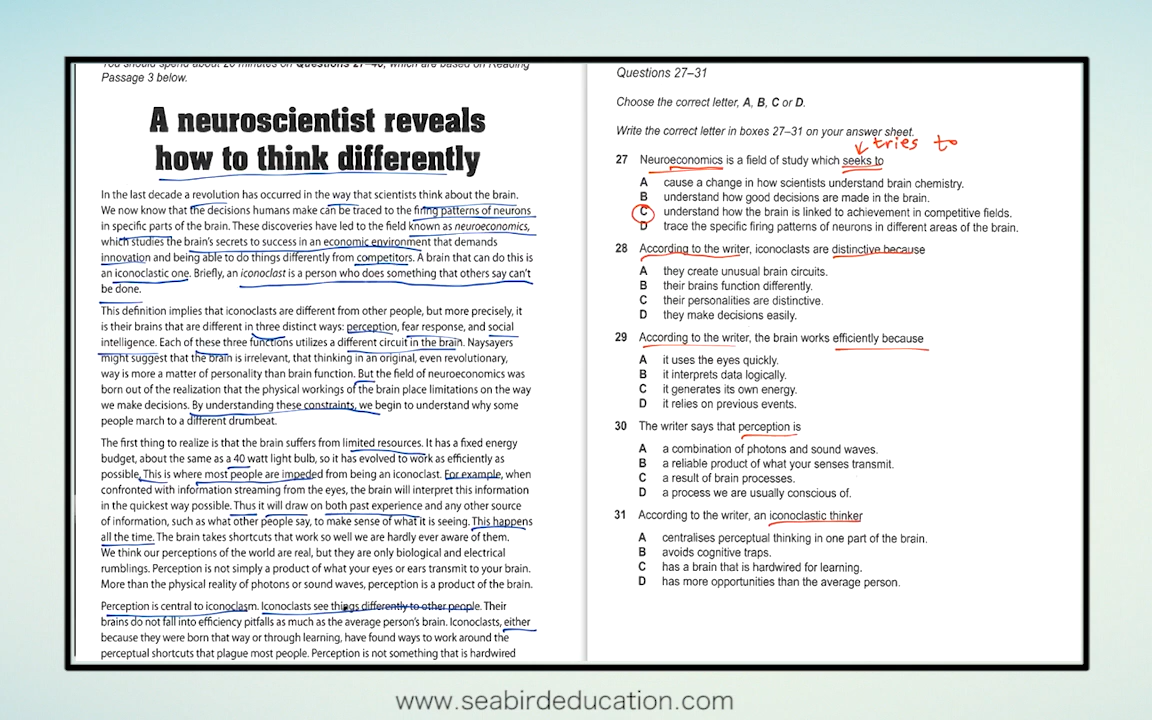 You should spend about 20 minutes on Questions 27–40, which are based on Reading
Passage 3 below.
A neuroscientist reveals
how to think differently
In the last decade a revolution has occurred in the way that scientists think about the brain.
We now know that the decisions humans make can be traced to the firing patterns of neurons
in specific parts of the brain. These discoveries have led to the field known as neuroeconomics,
which studies the brain's secrets to success in an economic environment that demands
innovation and being able to do things differently from competitors. A brain that can do this is
an iconoclastic one. Briefly, an iconoclast is a person who does something that others say can't
be done.
This definition implies that iconoclasts are different from other people, but more precisely, it
is their brains that are different in three distinct ways: perception, fear response, and social
intelligence. Each of these three functions utilizes a different circuit in the brain. Naysayers
might suggest that the brain is irrelevant, that thinking in an original, even revolutionary,
way is more a matter of personality than brain function. But the field of neuroeconomics was
born out of the realization that the physical workings of the brain place limitations on the way
we make decisions. By understanding these constraints, we begin to understand why some
people march to a different drumbeat.
The first thing to realize is that the brain suffers from limited resources. It has a fixed energy
budget, about the same as a 40 watt light bulb, so it has evolved to work as efficiently as
possible. This is where most people are impeded from being an iconoclast. For example, when
confronted with information streaming from the eyes, the brain will interpret this information
in the quickest way possible. Thus it will draw on both past experience and any other source
of information, such as what other people say, to make sense of what it is seeing. This happens
all the time. The brain takes shortcuts that work so well we are hardly ever aware of them.
We think our perceptions of the world are real, but they are only biological and electrical
rumblings. Perception is not simply a product of what your eyes or ears transmit to your brain.
More than the physical reality of photons or sound waves, perception is a product of the brain.
Perception is central to iconoclasm. Iconoclasts see things differently to other people. Their
brains do not fall into efficiency pitfalls as much as the average person's brain. Iconoclasts, either
because they were born that way or through learning, have found ways to work around the
perceptual shortcuts that plague most people. Perception is not something that is hardwired
Questions 27–31
Choose the correct letter, A, B, C or D.
Write the correct letter in boxes 27–31 on your answer sheet.
tries to
27 Neuroeconomics is a field of study which seeks to
A cause a change in how scientists understand brain chemistry.
B understand how good decisions are made in the brain.
C understand how the brain is linked to achievement in competitive fields.
D trace the specific firing patterns of neurons in different areas of the brain.
28 According to the writer, iconoclasts are distinctive because
A they create unusual brain circuits.
B their brains function differently.
C their personalities are distinctive.
D they make decisions easily.
29 According to the writer, the brain works efficiently because
A it uses the eyes quickly.
B it interprets data logically.
C it generates its own energy.
D it relies on previous events.
30 The writer says that perception is
A a combination of photons and sound waves.
B a reliable product of what your senses transmit.
C a result of brain processes.
D a process we are usually conscious of.
31 According to the writer, an iconoclastic thinker
A centralises perceptual thinking in one part of the brain.
B avoids cognitive traps.
C has a brain that is hardwired for learning.
D has more opportunities than the average person.
www.seabirdeducation.com